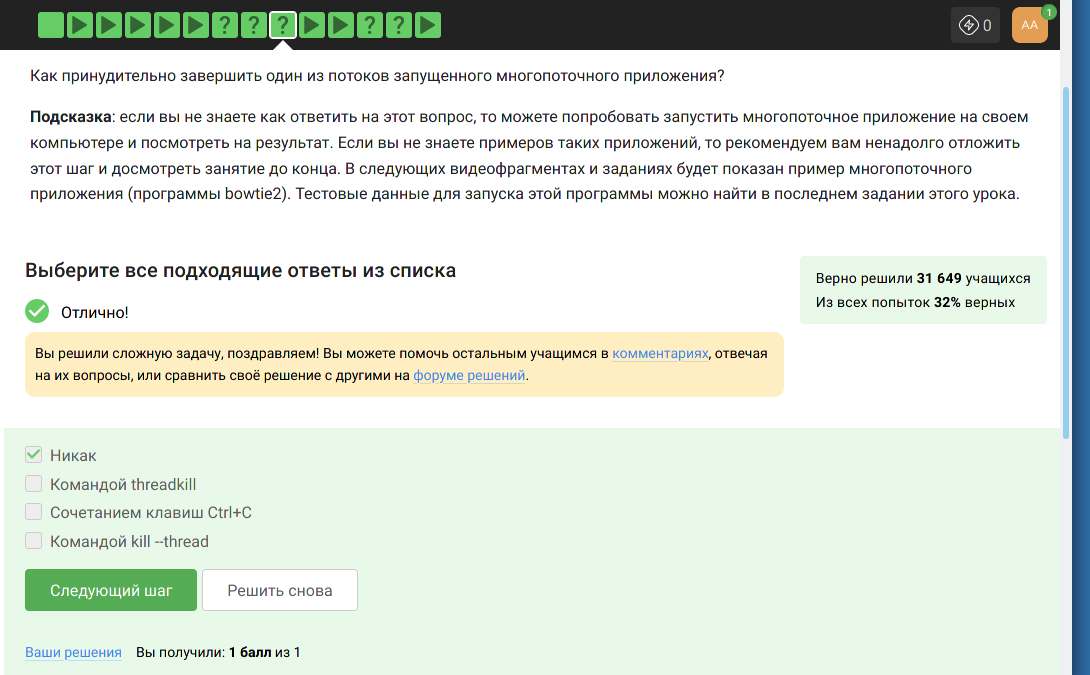 ? ? ? ? ?
0
АА
1
Как принудительно завершить один из потоков запущенного многопоточного приложения?
Подсказка: если вы не знаете как ответить на этот вопрос, то можете попробовать запустить многопоточное приложение на своем
компьютере и посмотреть на результат. Если вы не знаете примеров таких приложений, то рекомендуем вам ненадолго отложить
этот шаг и досмотреть занятие до конца. В следующих видеофрагментах и заданиях будет показан пример многопоточного
приложения (программы bowtie2). Тестовые данные для запуска этой программы можно найти в последнем задании этого урока.
Выберите все подходящие ответы из списка
Верно решили 31 649 учащихся
Из всех попыток 32% верных
Отлично!
Вы решили сложную задачу, поздравляем! Вы можете помочь остальным учащимся в комментариях, отвечая
на их вопросы, или сравнить своё решение с другими на форуме решений.
Никак
Командой threadkill
Сочетанием клавиш Ctrl+C
Командой kill --thread
Следующий шаг
Решить снова
Ваши решения Вы получили: 1 балл из 1